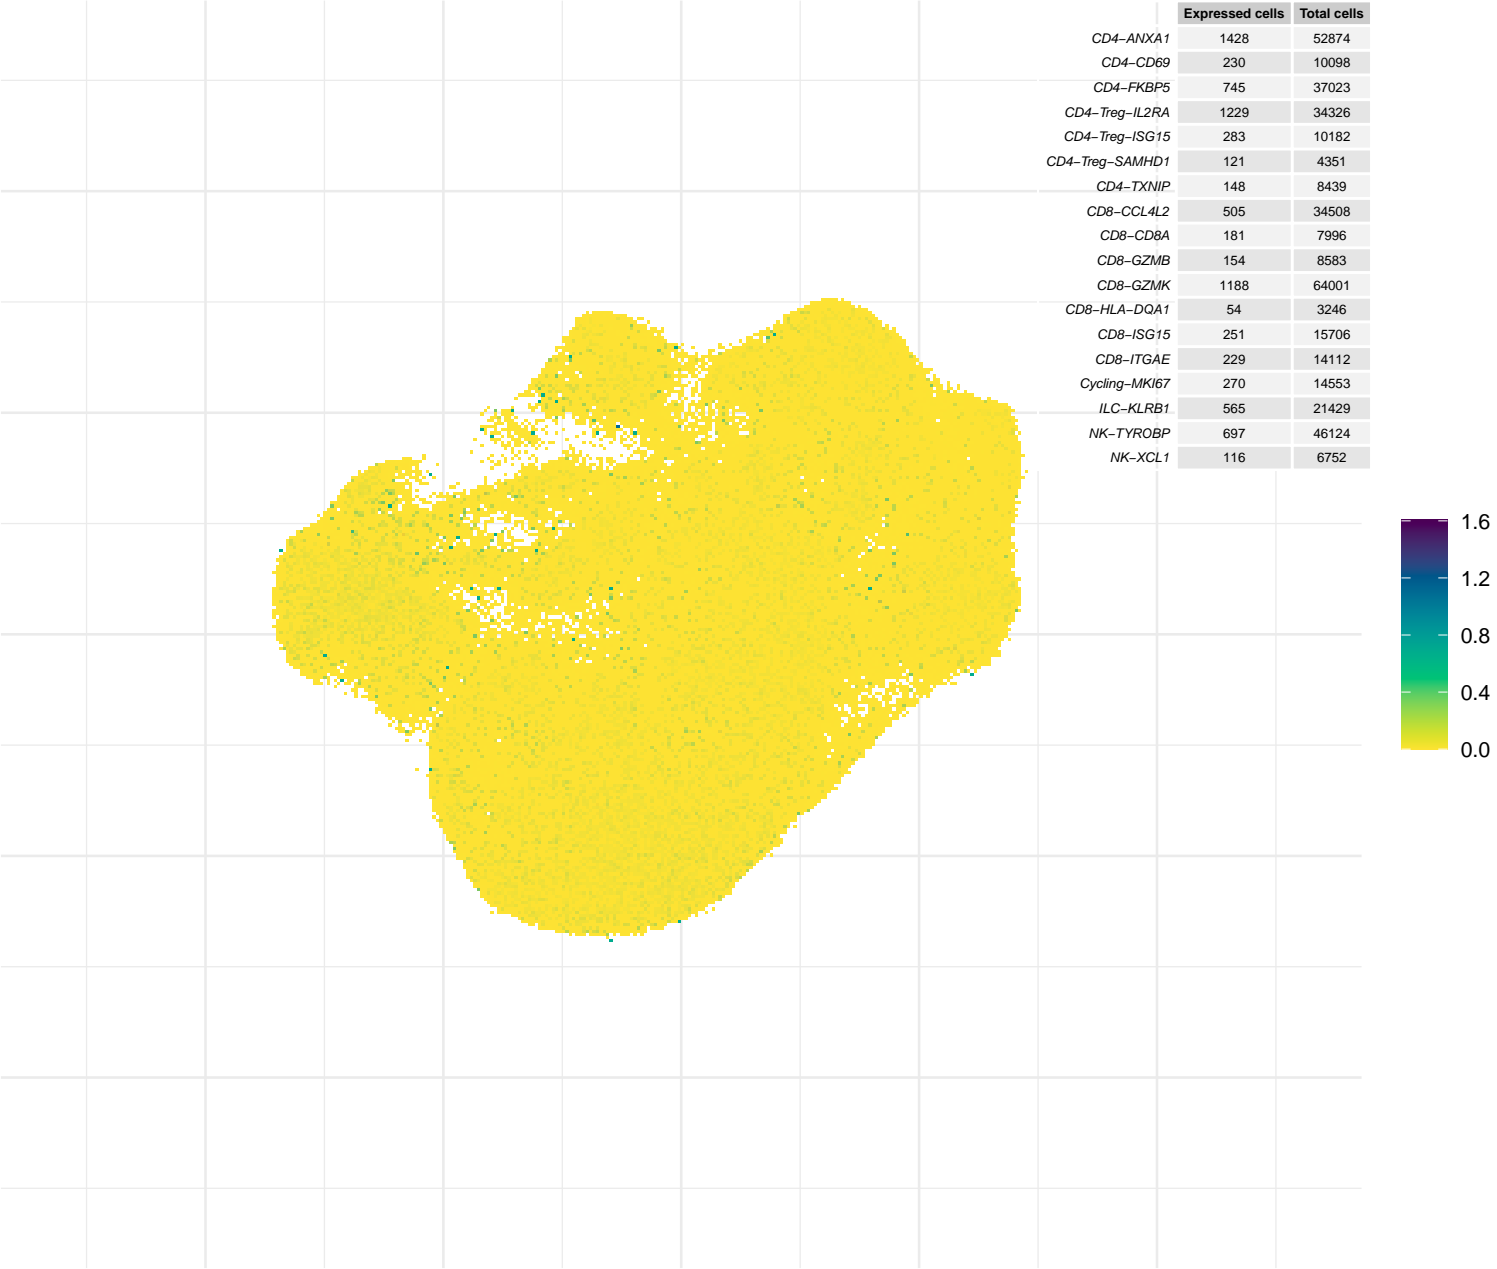 Expressed cells Total cells
CD4−ANXA1 1428 52874
CD4−CD69 230 10098
CD4−FKBP5 745 37023
CD4−Treg−IL2RA 1229 34326
CD4−Treg−ISG15 283 10182
CD4−Treg−SAMHD1 121 4351
CD4−TXNIP 148 8439
CD8−CCL4L2 505 34508
CD8−CD8A 181 7996
CD8−GZMB 154 8583
CD8−GZMK 1188 64001
CD8−HLA−DQA1 54 3246
CD8−ISG15 251 15706
CD8−ITGAE 229 14112
Cycling−MKI67 270 14553
ILC−KLRB1 565 21429
NK−TYROBP 697 46124
NK−XCL1 116 6752
1.6
1.2
0.8
0.4
0.0